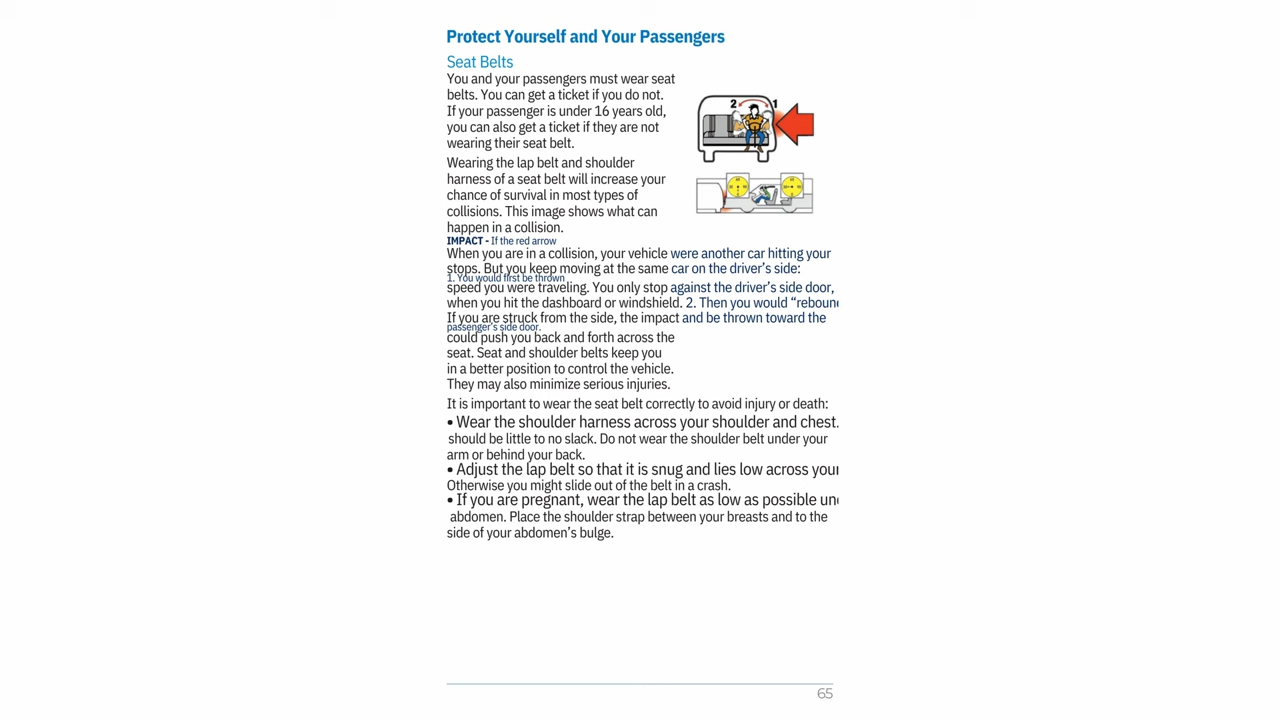 Protect Yourself and Your Passengers
Seat Belts
You and your passengers must wear seat
belts. You can get a ticket if you do not.
If your passenger is under 16 years old,
you can also get a ticket if they are not
wearing their seat belt.
2 1
Wearing the lap belt and shoulder
harness of a seat belt will increase your
chance of survival in most types of
collisions. This image shows what can
happen in a collision.
IMPACT - If the red arrow
When you are in a collision, your vehicle were another car hitting your
stops. But you keep moving at the same car on the driver's side:
1. You would first be thrown
speed you were traveling. You only stop against the driver's side door,
when you hit the dashboard or windshield. 2. Then you would “reboun
If you are struck from the side, the impact and be thrown toward the
passenger's side door.
could push you back and forth across the
seat. Seat and shoulder belts keep you
in a better position to control the vehicle.
They may also minimize serious injuries.
It is important to wear the seat belt correctly to avoid injury or death:
• Wear the shoulder harness across your shoulder and chest.
should be little to no slack. Do not wear the shoulder belt under your
arm or behind your back.
• Adjust the lap belt so that it is snug and lies low across your
Otherwise you might slide out of the belt in a crash.
• If you are pregnant, wear the lap belt as low as possible un
abdomen. Place the shoulder strap between your breasts and to the
side of your abdomen's bulge.
65